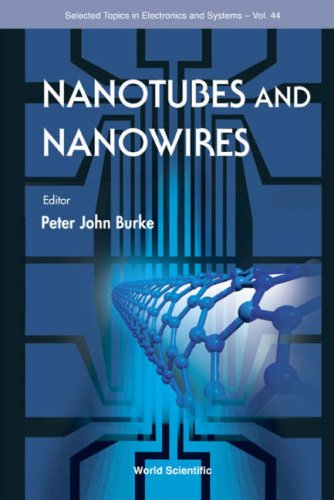 Selected Topics in Electronics and Systems – Vol. 44
NANOTUBES AND
NANOWIRES
Editor
Peter John Burke
World Scientific